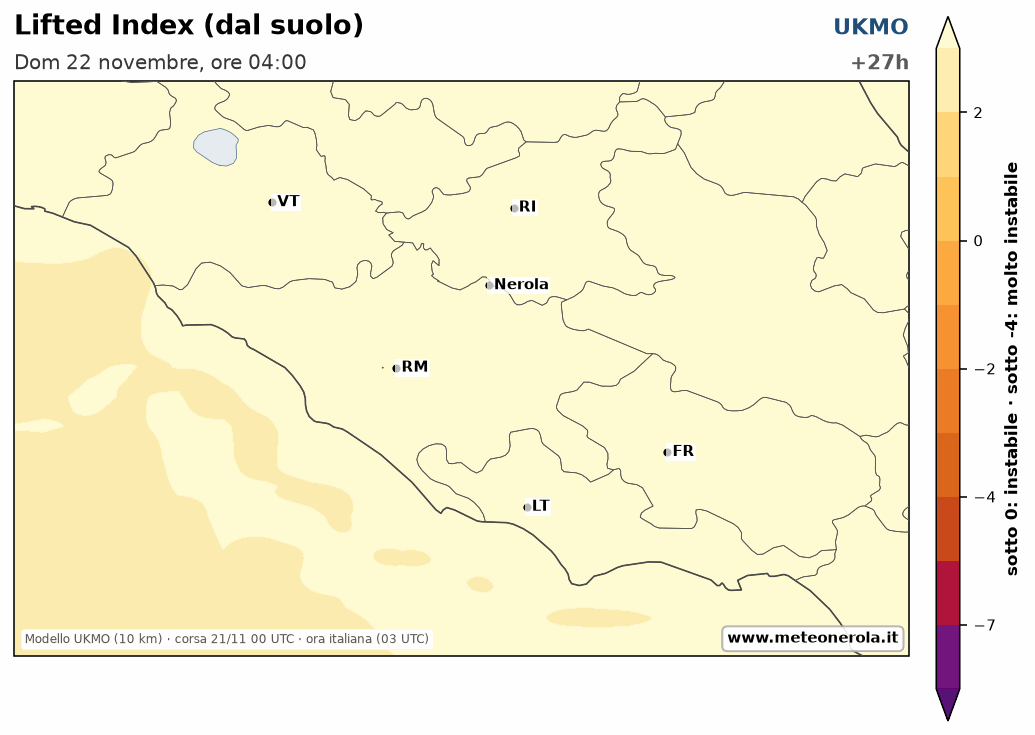 Lifted Index (dal suolo)
UKMO
Dom 22 novembre, ore 04:00
+27h
2
0
−2
−4
−7
sotto 0: instabile · sotto -4: molto instabile
VT
RI
Nerola
RM
FR
LT
Modello UKMO (10 km) · corsa 21/11 00 UTC · ora italiana (03 UTC)
www.meteonerola.it